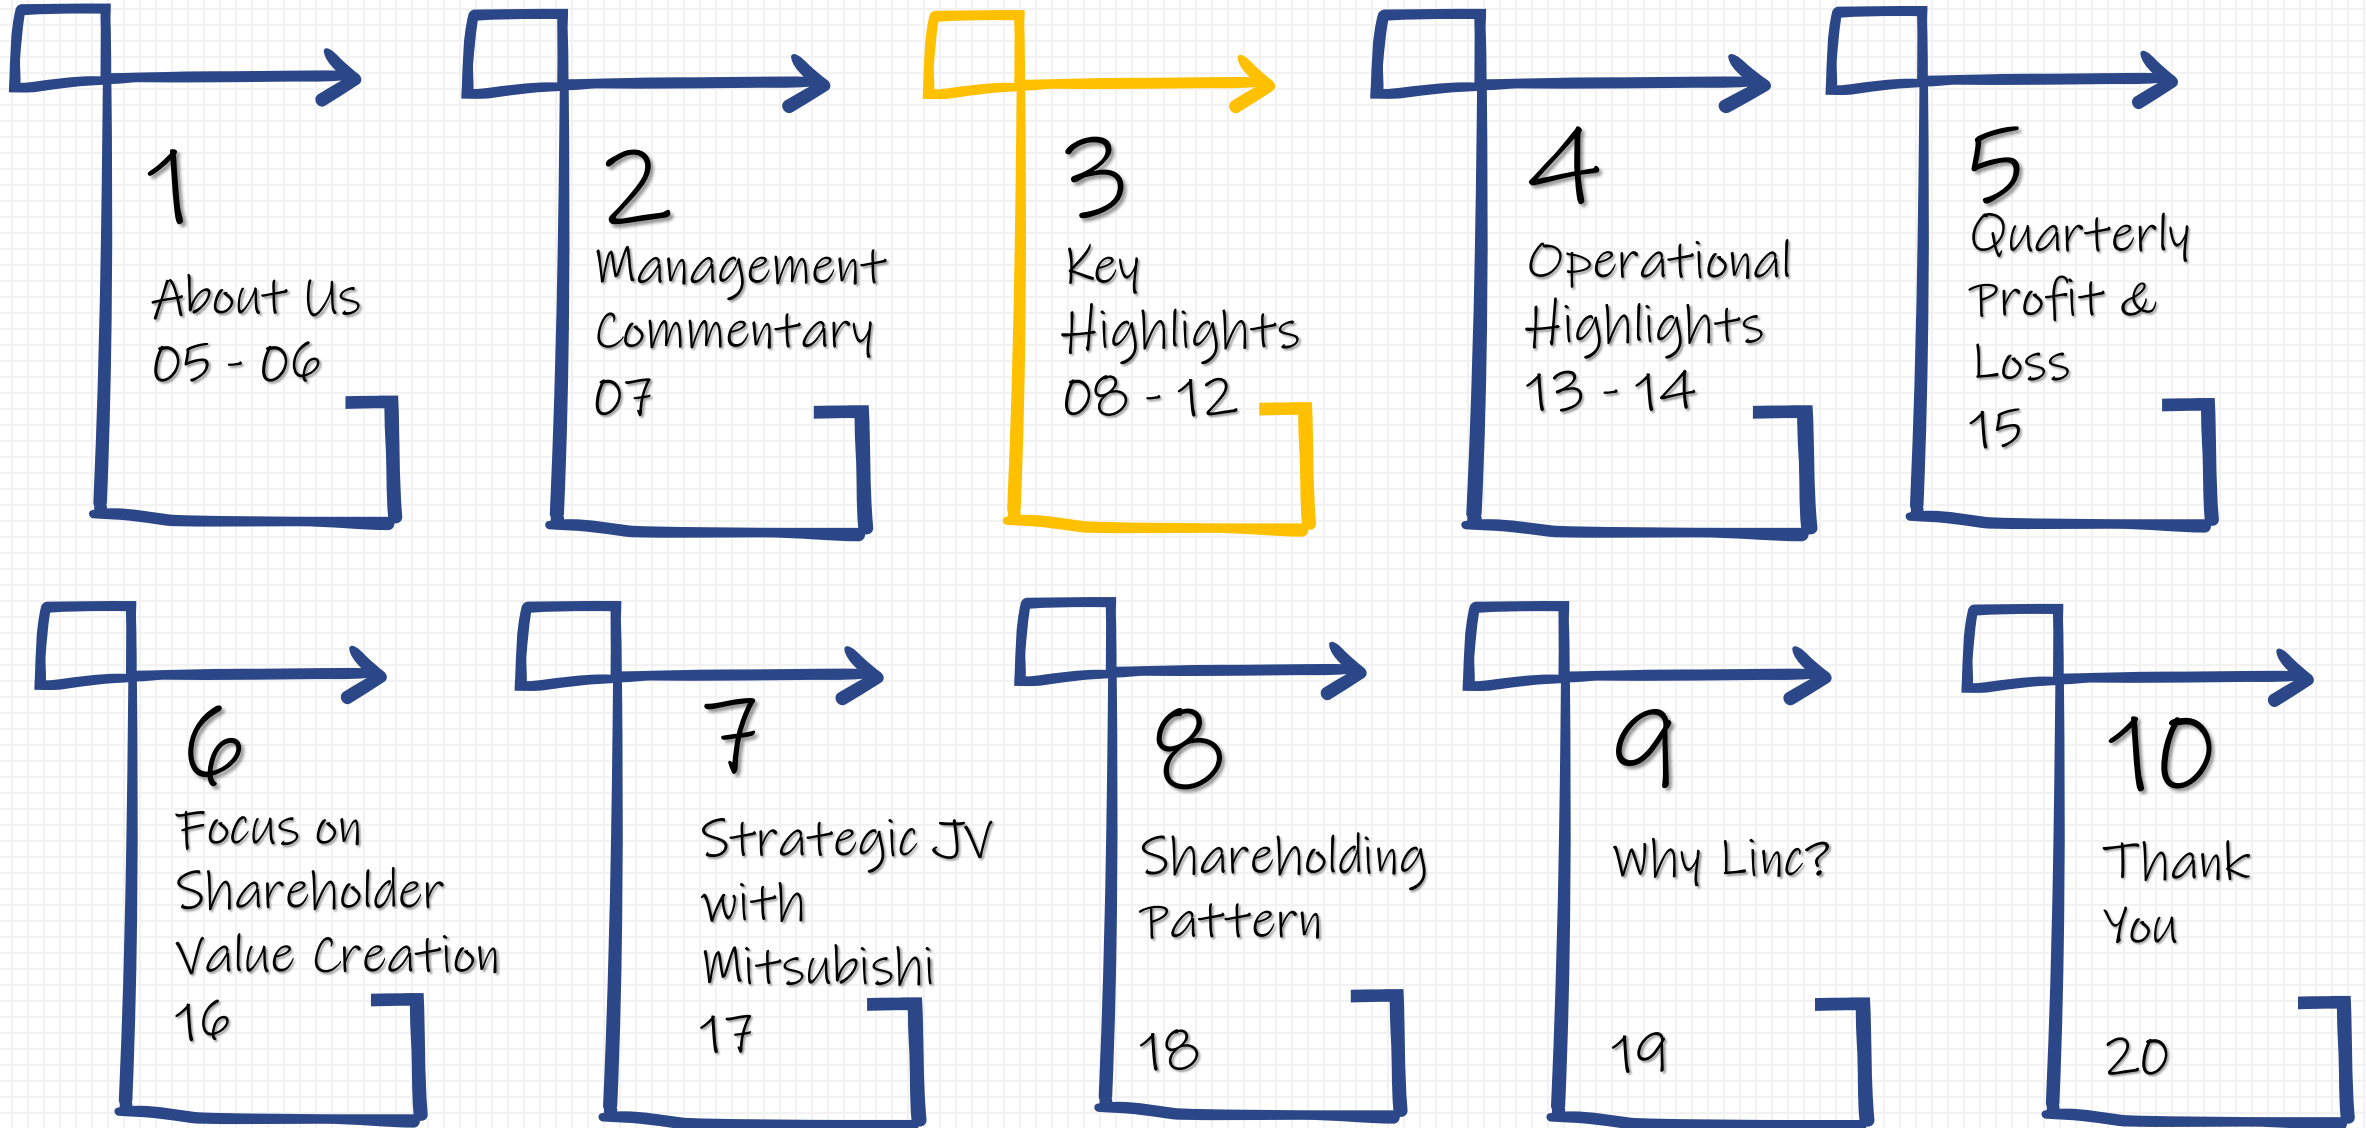 1
About Us
05 - 06
2
Management
Commentary
07
3
Key
Highlights
08 - 12
4
Operational
Highlights
13 - 14
5
Quarterly
Profit &
Loss
15
6
Focus on
Shareholder
Value Creation
16
7
Strategic JV
with
Mitsubishi
17
8
Shareholding
Pattern
18
9
Why Linc?
19
10
Thank
You
20